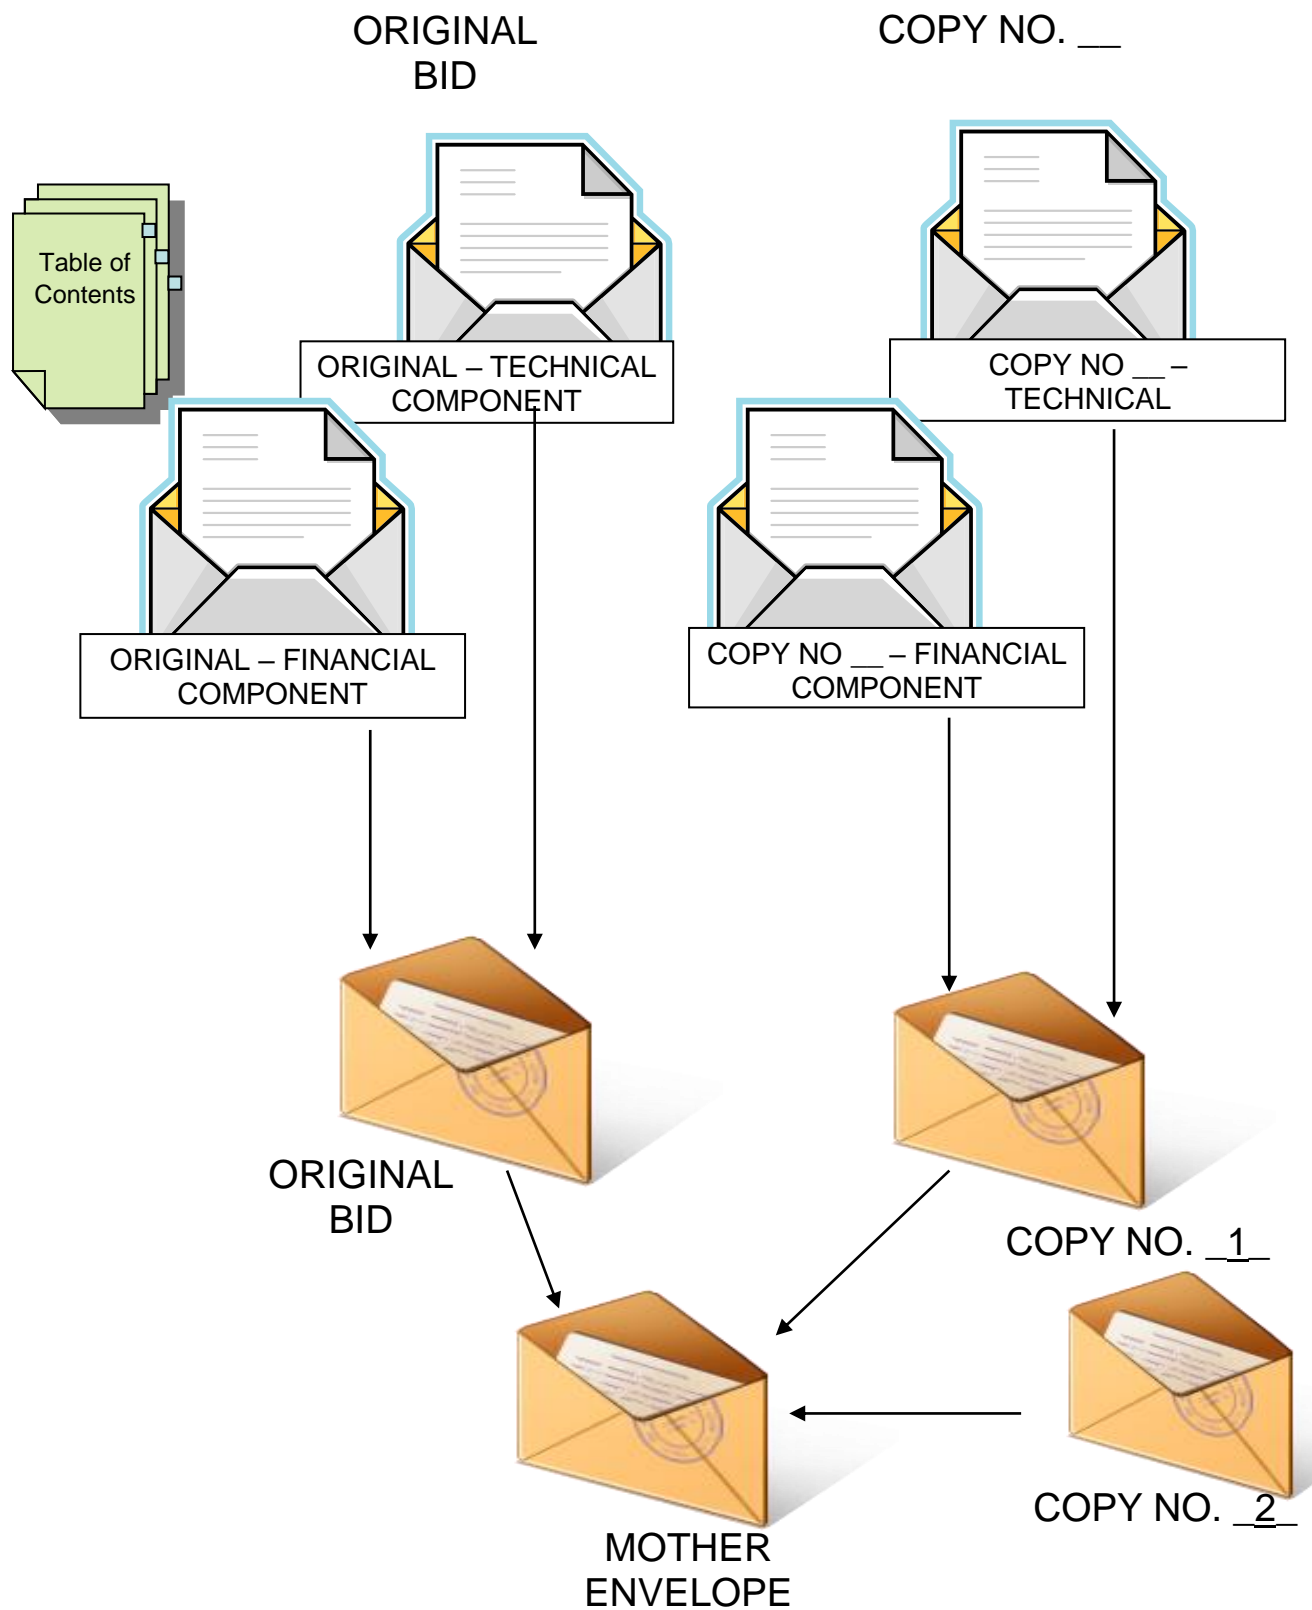 ORIGINAL
BID
COPY NO. __
Table of
Contents
ORIGINAL – TECHNICAL
COMPONENT
COPY NO __ –
TECHNICAL
ORIGINAL – FINANCIAL
COMPONENT
COPY NO __ – FINANCIAL
COMPONENT
ORIGINAL
BID
COPY NO. _1_
COPY NO. _2_
MOTHER
ENVELOPE